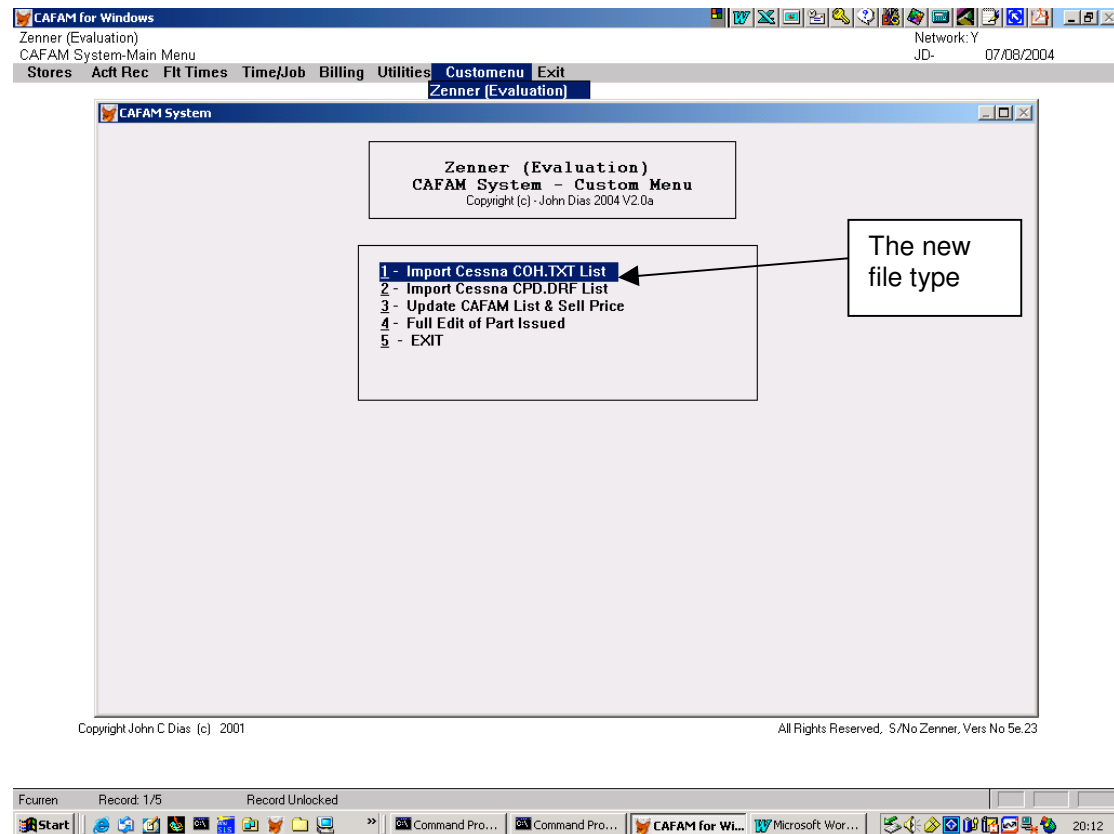 CAFAM for Windows
Zenner (Evaluation)
Network: Y
CAFAM System-Main Menu
JD- 07/08/2004
Stores Acft Rec Flt Times Time/Job Billing Utilities Customenu Exit
Zenner (Evaluation)
CAFAM System
Zenner (Evaluation)
CAFAM System - Custom Menu
Copyright (c) - John Dias 2004 V2.0a
The new
file type
1 - Import Cessna COH.TXT List
2 - Import Cessna CPD.DRF List
3 - Update CAFAM List & Sell Price
4 - Full Edit of Part Issued
5 - EXIT
Copyright John C Dias (c) 2001
All Rights Reserved, S/No Zenner, Vers No 5e.23
Fcurren Record: 1/5 Record Unlocked
Start Command Pro... Command Pro... CAFAM for Wi... Microsoft Wor... 20:12